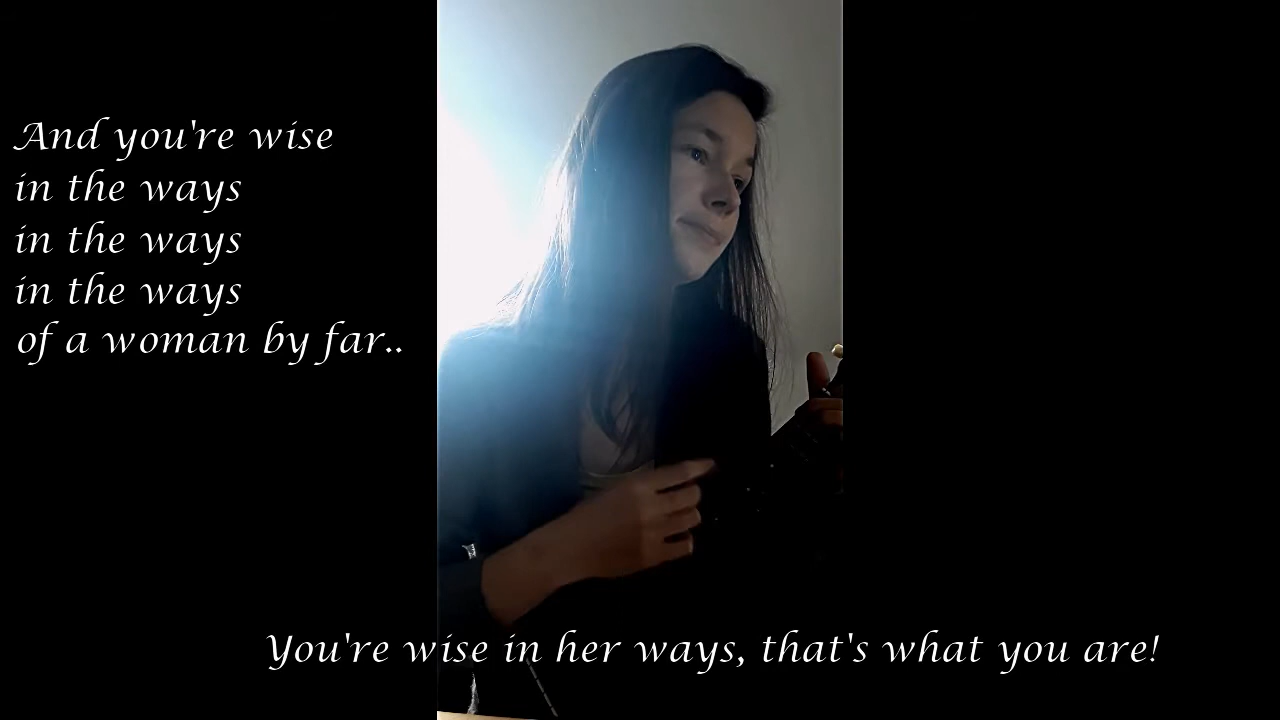 And you're wise
in the ways
in the ways
in the ways
of a woman by far..
You're wise in her ways, that's what you are!